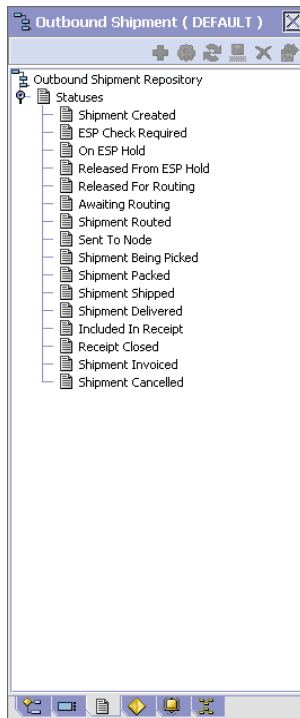 Outbound Shipment ( DEFAULT )
Outbound Shipment Repository
Statuses
Shipment Created
ESP Check Required
On ESP Hold
Released From ESP Hold
Released For Routing
Awaiting Routing
Shipment Routed
Sent To Node
Shipment Being Picked
Shipment Packed
Shipment Shipped
Shipment Delivered
Included In Receipt
Receipt Closed
Shipment Invoiced
Shipment Cancelled